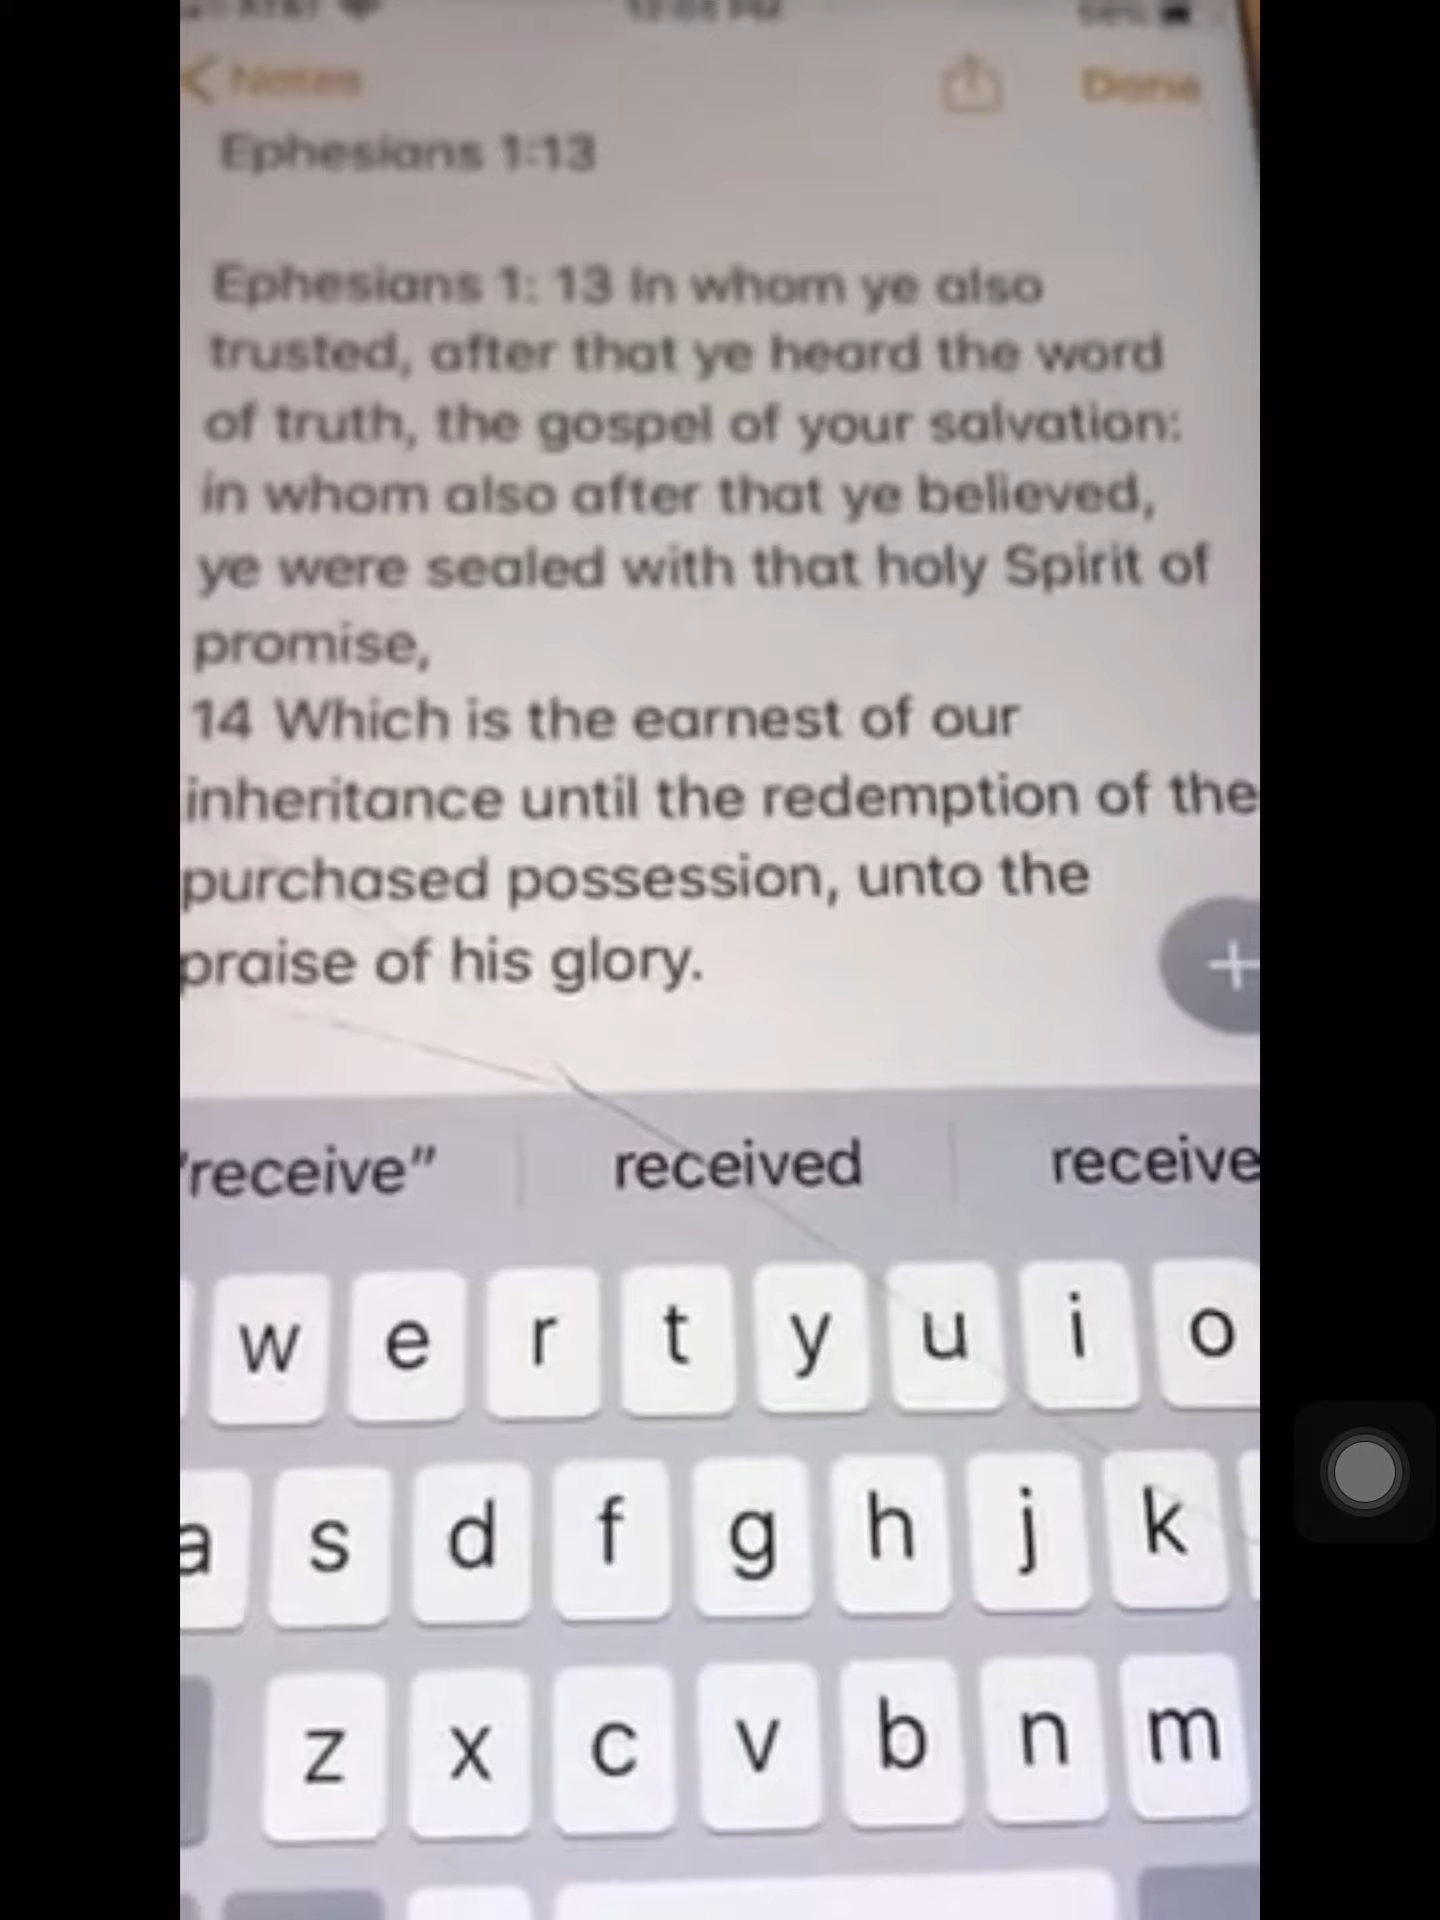 AT&T
< Notes
Done
Ephesians 1:13
Ephesians 1: 13 In whom ye also
trusted, after that ye heard the word
of truth, the gospel of your salvation:
in whom also after that ye believed,
ye were sealed with that holy Spirit of
promise,
14 Which is the earnest of our
inheritance until the redemption of the
purchased possession, unto the
praise of his glory.
+
"receive" received receive
w e r t y u i o
a s d f g h j k
z x c v b n m